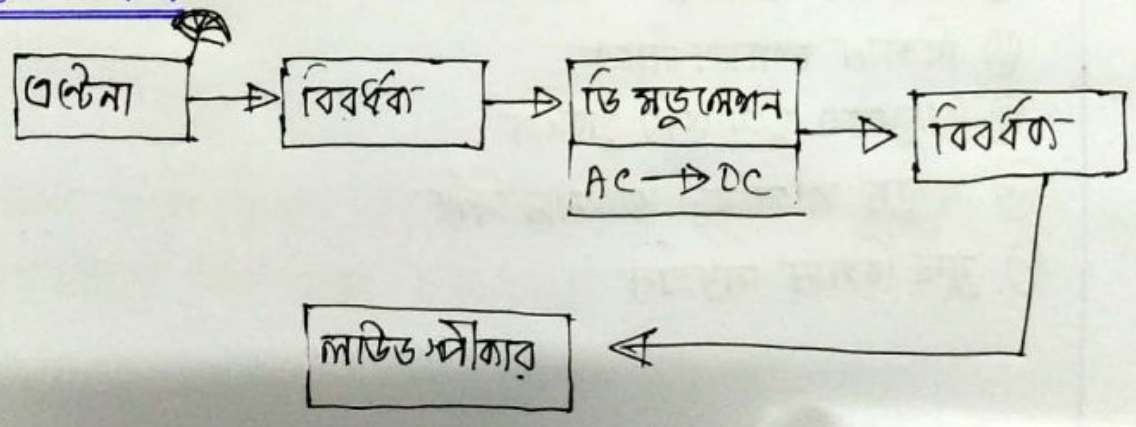 এন্টেনা
বিবর্ধক
ডি মডুলেশন
AC → DC
বিবর্ধক
লাউড স্পীকার